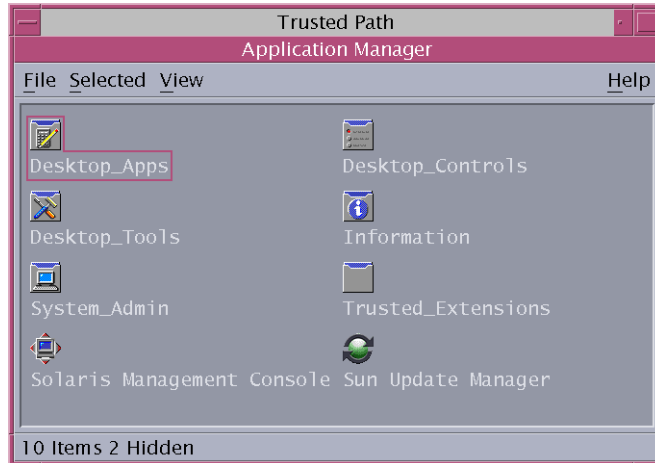 Trusted Path
Application Manager
File Selected View Help
Desktop_Apps Desktop_Controls
Desktop_Tools Information
System_Admin Trusted_Extensions
Solaris Management Console Sun Update Manager
10 Items 2 Hidden